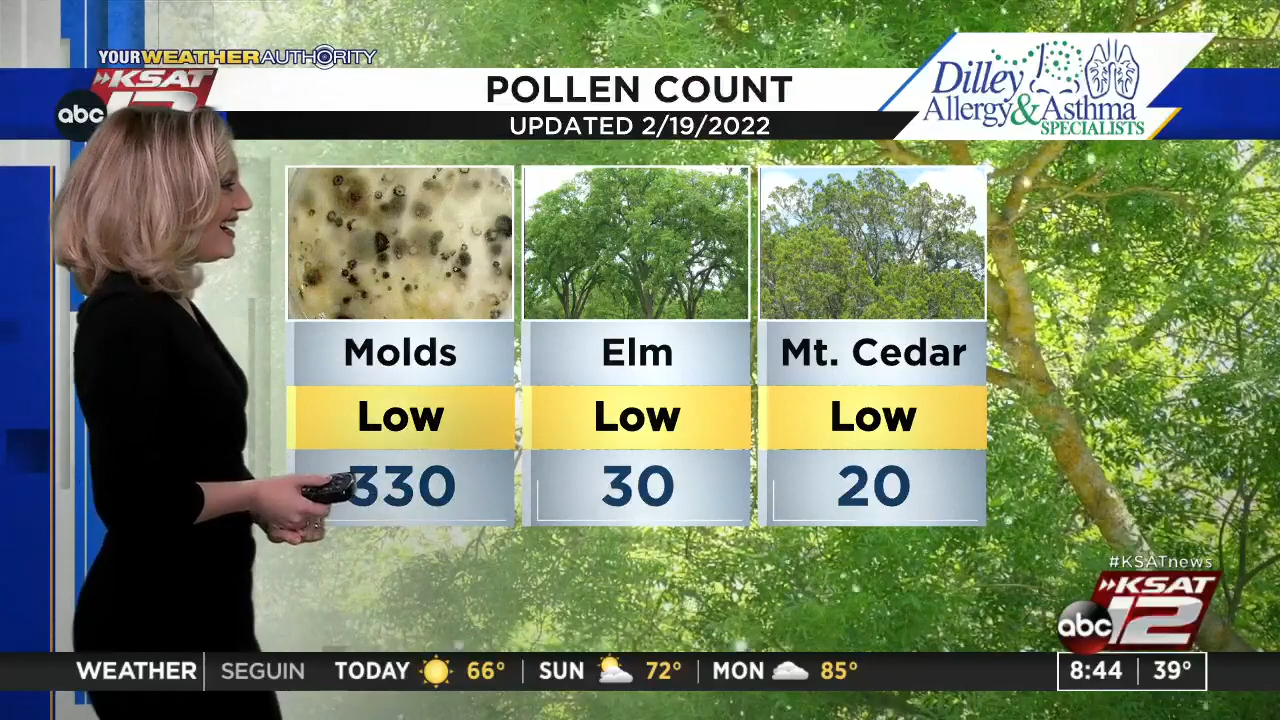 YOURWEATHERAUTHORITY
KSAT
12
abc
POLLEN COUNT
UPDATED 2/19/2022
Dilley
Allergy&Asthma
SPECIALISTS
Molds
Elm
Mt. Cedar
Low
Low
Low
330
30
20
#KSATnews
KSAT
12
abc
WEATHER SEGUIN TODAY 66° SUN 72° MON 85° 8:44 39°